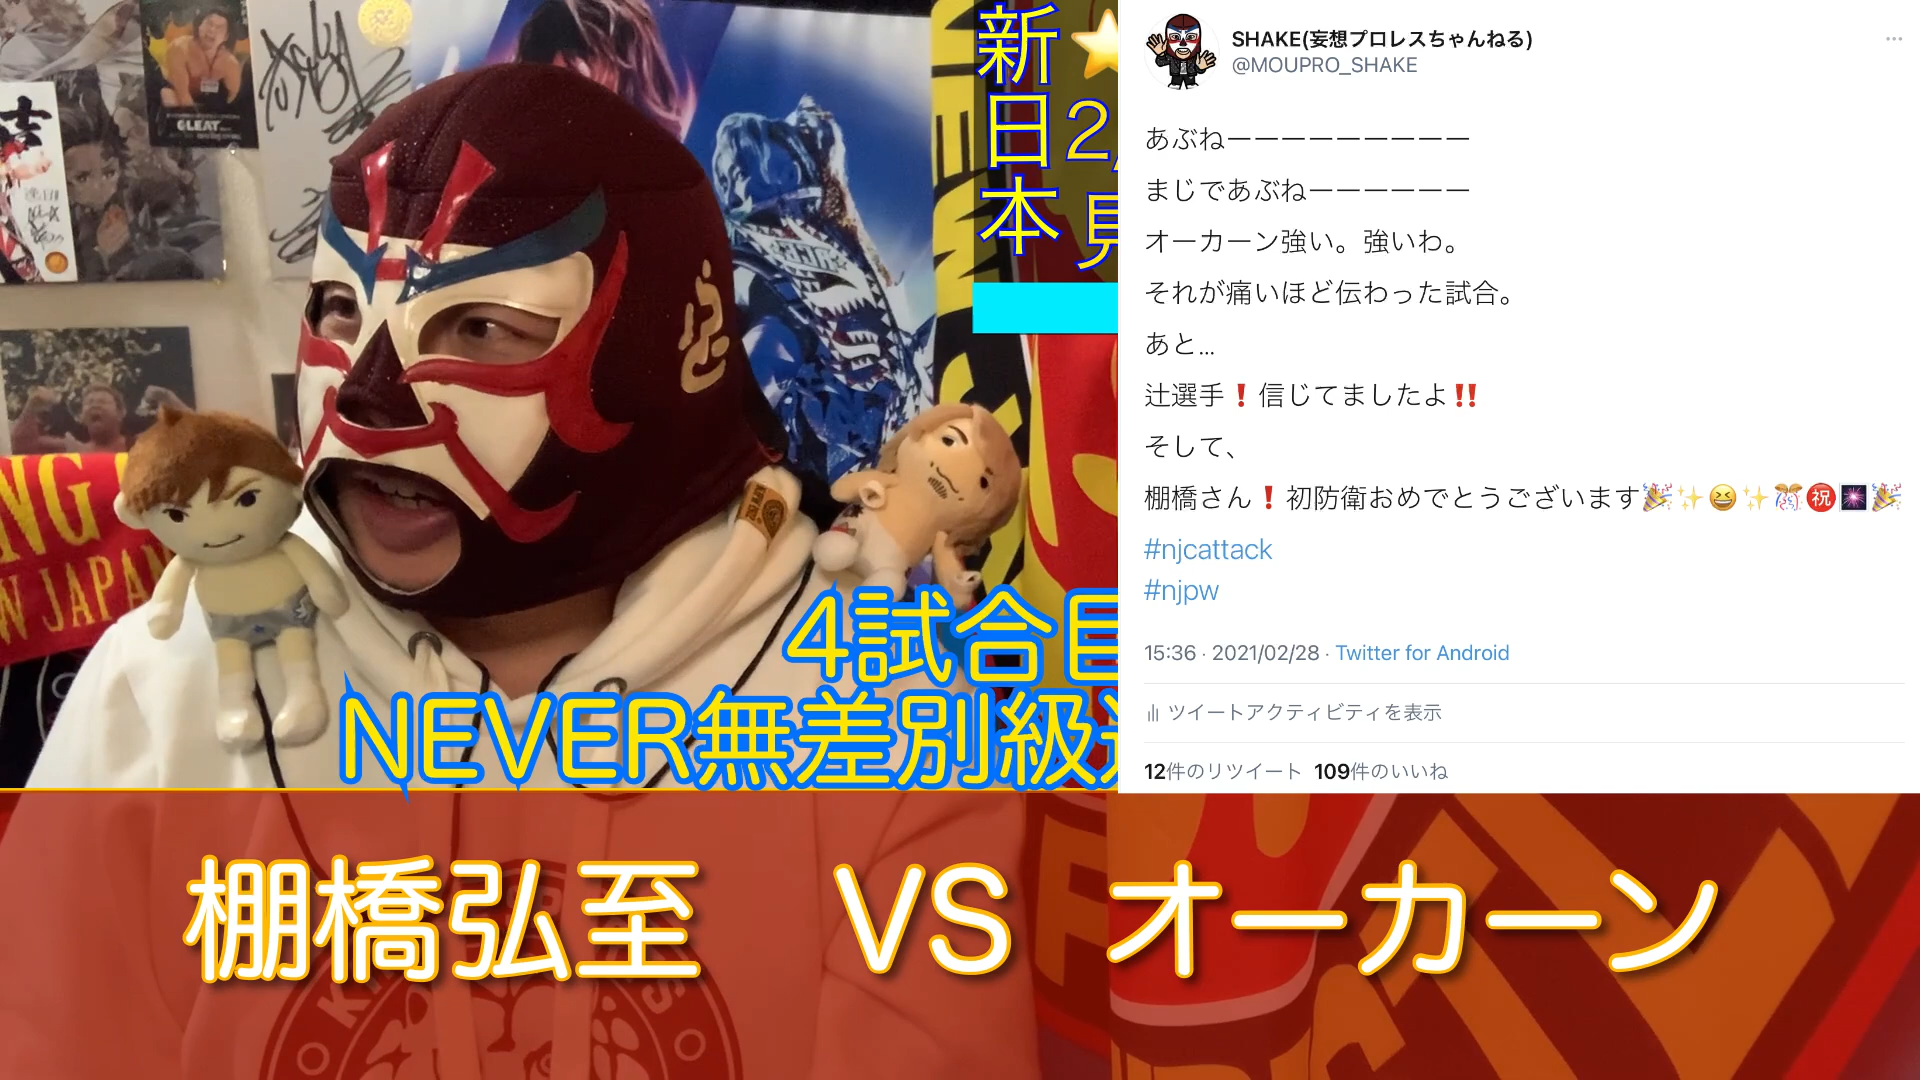 GLEAT
新日本
2
見
NEW
ING
W JAPA
4試合目
NEVER無差別級
棚橋弘至 VS オーカーン
SHAKE(妄想プロレスちゃんねる)
@MOUPRO_SHAKE
あぶねーーーーーーーーー
まじであぶねーーーーーー
オーカーン強い。強いわ。
それが痛いほど伝わった試合。
あと...
辻選手❗信じてましたよ‼
そして、
棚橋さん❗初防衛おめでとうございます🎉✨😆✨🎊㊗🎆🎉
#njcattack
#njpw
15:36 · 2021/02/28 · Twitter for Android
ツイートアクティビティを表示
12件のリツイート 109件のいいね